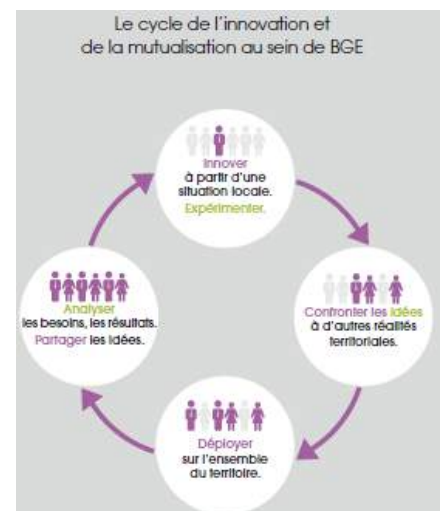 Le cycle de l'innovation et
de la mutualisation au sein de BGE
Innover
à partir d'une
situation locale.
Expérimenter.
Confronter les idées
à d'autres réalités
territoriales.
Déployer
sur l'ensemble
du territoire.
Analyser
les besoins, les résultats.
Partager les idées.